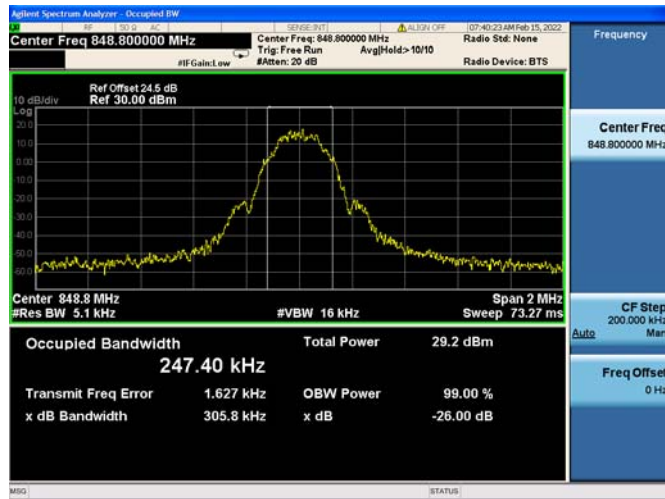 Agilent Spectrum Analyzer - Occupied BW
RF 50 Ω AC SENSE:INT ALIGN OFF 07:40:23 AM Feb 15, 2022
Center Freq 848.800000 MHz
Center Freq: 848.800000 MHz
Radio Std: None
Trig: Free Run Avg|Hold:>10/10
#IFGain:Low #Atten: 20 dB Radio Device: BTS
Ref Offset 24.5 dB
10 dB/div Ref 30.00 dBm
Log
20.0
10.0
0.00
-10.0
-20.0
-30.0
-40.0
-50.0
-60.0
Center 848.8 MHz Span 2 MHz
#Res BW 5.1 kHz #VBW 16 kHz Sweep 73.27 ms
Occupied Bandwidth Total Power 29.2 dBm
247.40 kHz
Transmit Freq Error 1.627 kHz OBW Power 99.00 %
x dB Bandwidth 305.8 kHz x dB -26.00 dB
MSG STATUS
Frequency
Center Freq
848.800000 MHz
CF Step
200.000 kHz
Auto Man
Freq Offset
0 Hz